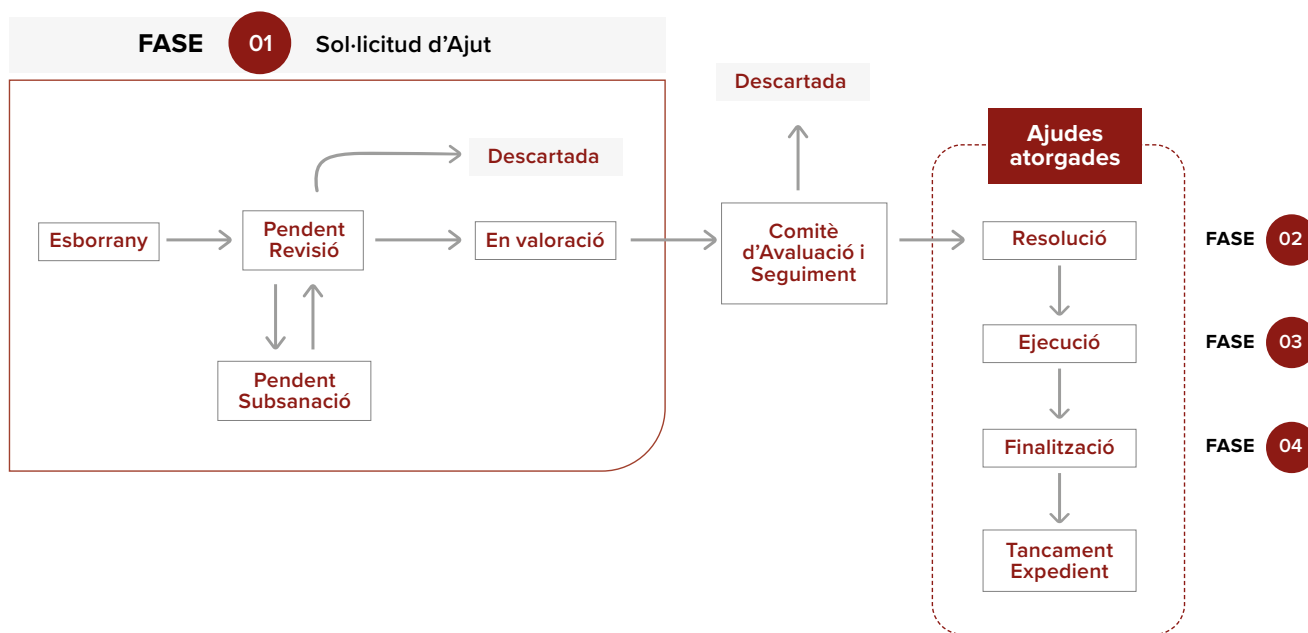 FASE 01 Sol·licitud d’Ajut
Descartada
Esborrany
Pendent
Revisió
En valoració
Pendent
Subsanació
Descartada
Comitè
d’Avaluació i
Seguiment
Ajudes
atorgades
Resolució
FASE 02
Ejecució
FASE 03
Finalització
FASE 04
Tancament
Expedient